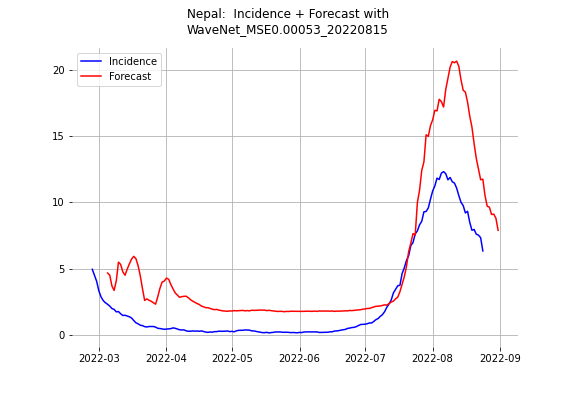 Nepal:  Incidence + Forecast with
WaveNet_MSE0.00053_20220815
Incidence
Forecast
20
15
10
5
0
2022-03 2022-04 2022-05 2022-06 2022-07 2022-08 2022-09